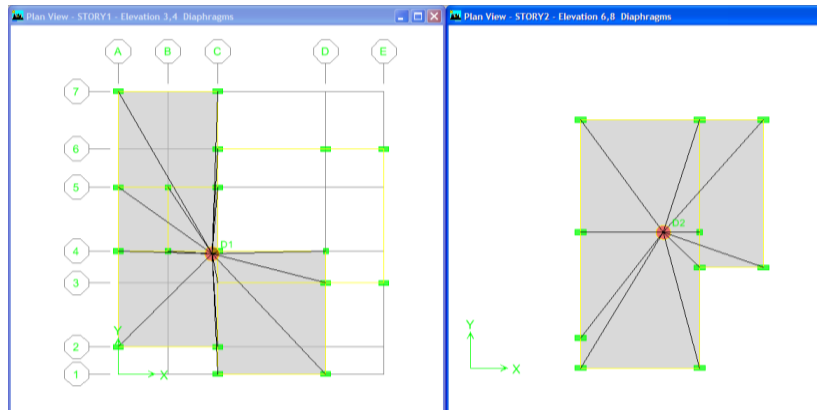 Plan View - STORY1 - Elevation 3,4 Diaphragms
A B C D E
7
6
5
4
3
2
1
D1
Y
X
Plan View - STORY2 - Elevation 6,8 Diaphragms
D2
Y
X